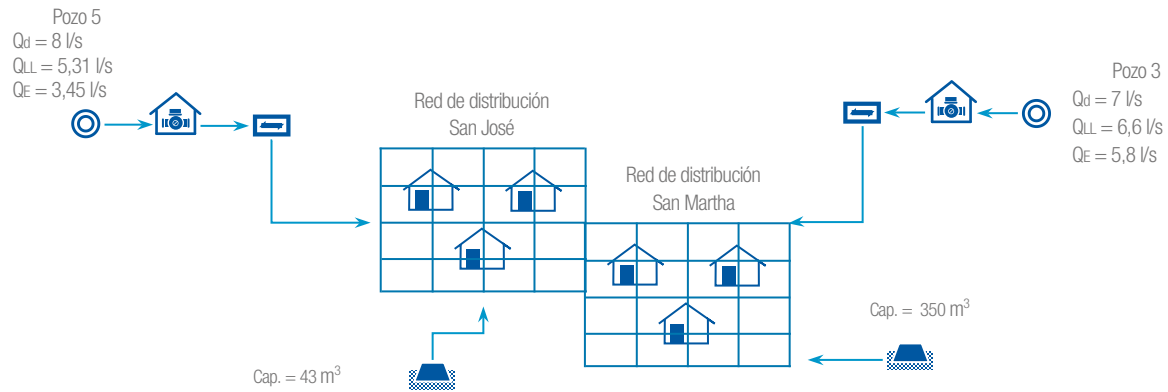 Pozo 5
Qd = 8 l/s
QLL = 5,31 l/s
QE = 3,45 l/s
Red de distribución
San José
Red de distribución
San Martha
Pozo 3
Qd = 7 l/s
QLL = 6,6 l/s
QE = 5,8 l/s
Cap. = 350 m³
Cap. = 43 m³